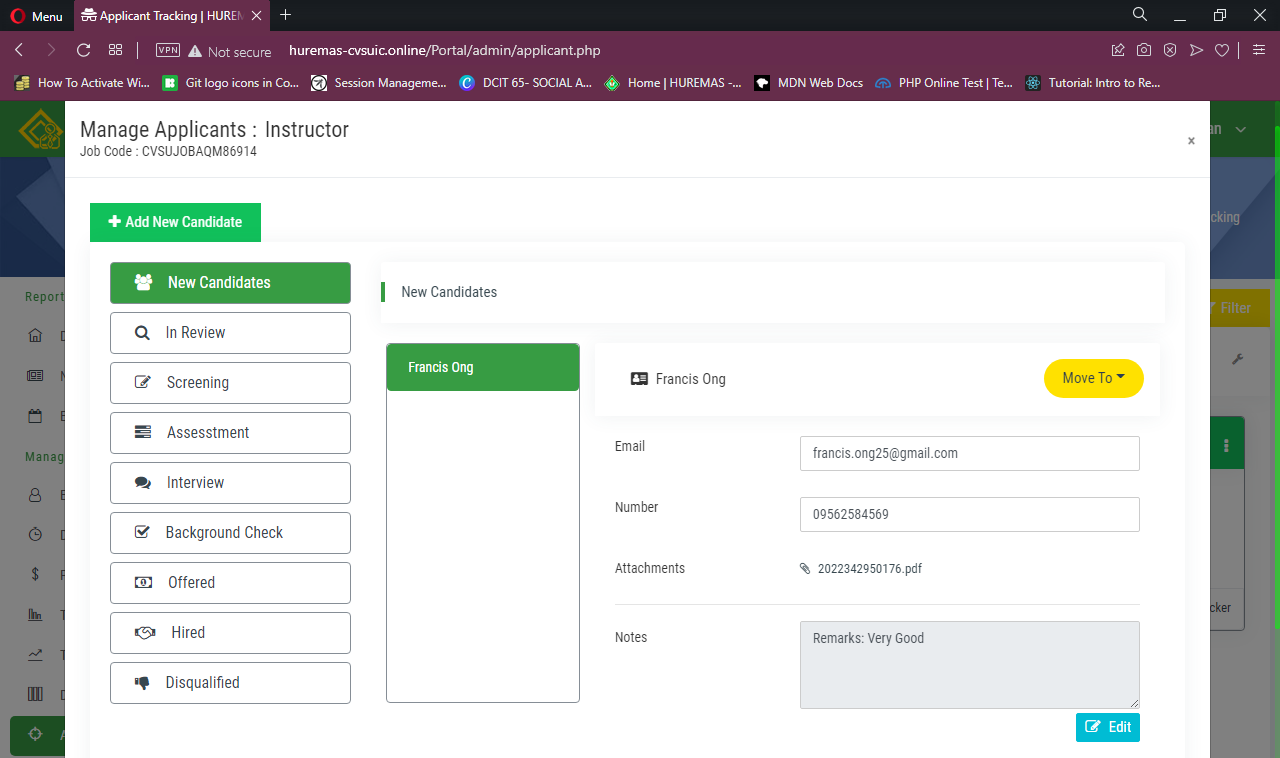 Menu
Applicant Tracking | HUREM
VPN
Not secure
huremas-cvsuic.online/Portal/admin/applicant.php
How To Activate Wi...
Git logo icons in Co...
Session Manageme...
DCIT 65- SOCIAL A...
Home | HUREMAS -...
MDN Web Docs
PHP Online Test | Te...
Tutorial: Intro to Re...
Manage Applicants : Instructor
Job Code : CVSUJOBAQM86914
×
an
cking
Add New Candidate
Report
Filter
New Candidates
In Review
Screening
Assesstment
Interview
Background Check
Offered
Hired
Disqualified
Manag
New Candidates
Francis Ong
Francis Ong
Move To
Email
francis.ong25@gmail.com
Number
09562584569
Attachments
2022342950176.pdf
cker
Notes
Remarks: Very Good
Edit